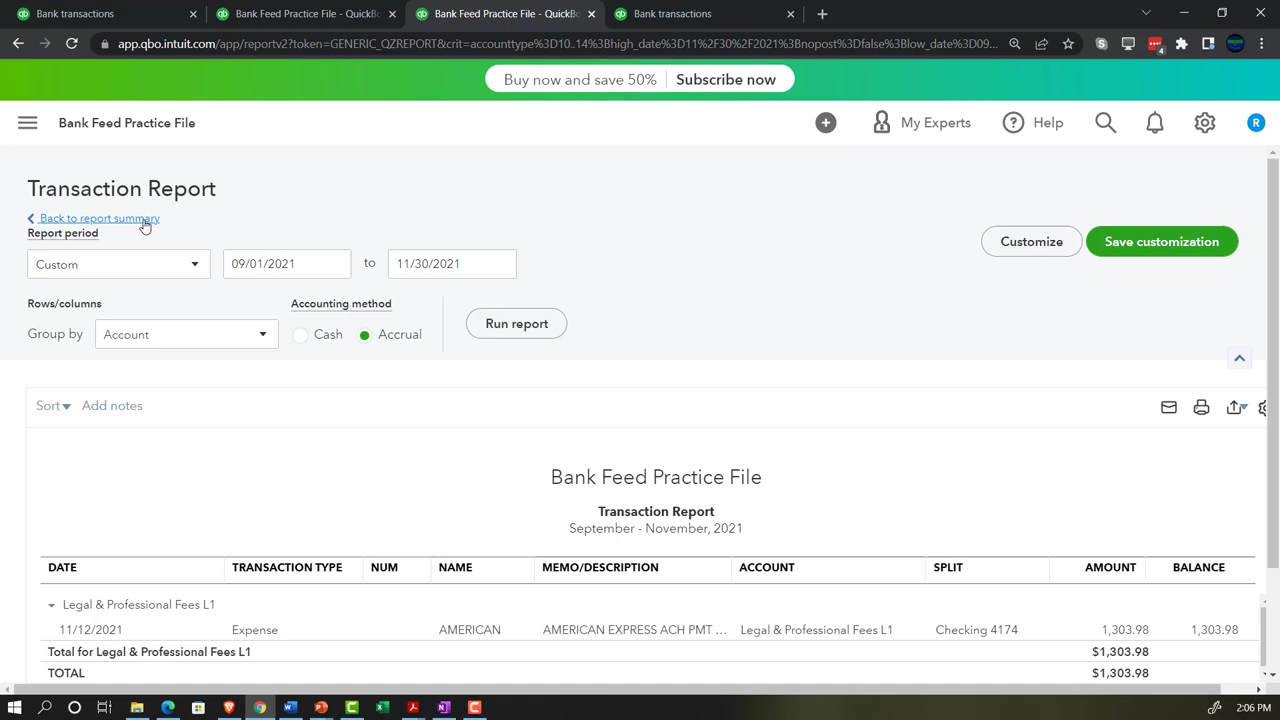 Bank transactions
Bank Feed Practice File - QuickBo
Bank Feed Practice File - QuickBo
Bank transactions
app.qbo.intuit.com/app/reportv2?token=GENERIC_QZREPORT&crit=accounttype%3D10..14%3Bhigh_date%3D11%2F30%2F2021%3Bnopost%3Dfalse%3Blow_date%3D09...
4
Buy now and save 50%
Subscribe now
Bank Feed Practice File
My Experts
Help
R
Transaction Report
Back to report summary
Report period
Custom
09/01/2021
to
11/30/2021
Customize
Save customization
Rows/columns
Accounting method
Group by
Account
Cash
Accrual
Run report
Sort
Add notes
Bank Feed Practice File
Transaction Report
September - November, 2021
DATE TRANSACTION TYPE NUM NAME MEMO/DESCRIPTION ACCOUNT SPLIT AMOUNT BALANCE
Legal & Professional Fees L1
11/12/2021 Expense AMERICAN AMERICAN EXPRESS ACH PMT ... Legal & Professional Fees L1 Checking 4174 1,303.98 1,303.98
Total for Legal & Professional Fees L1 $1,303.98
TOTAL $1,303.98
2:06 PM